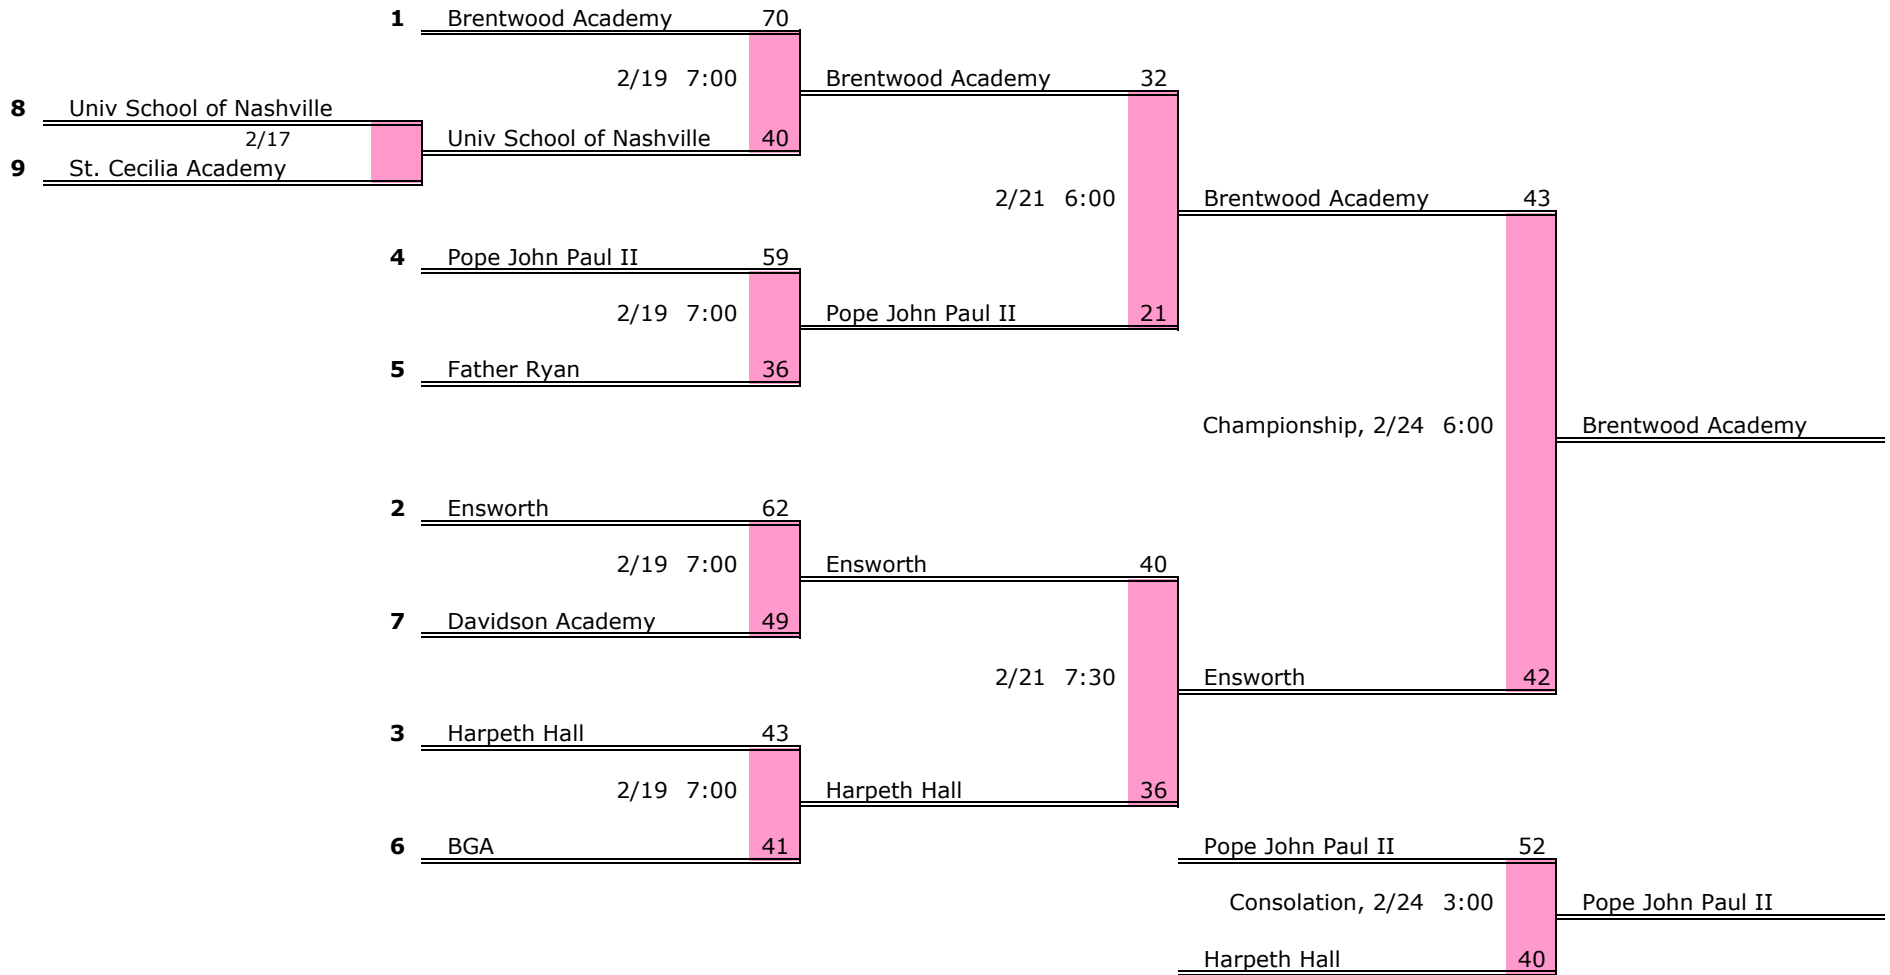 1 Brentwood Academy 70
2/19 7:00 Brentwood Academy 32
8 Univ School of Nashville
2/17 Univ School of Nashville 40
9 St. Cecilia Academy
2/21 6:00 Brentwood Academy 43
4 Pope John Paul II 59
2/19 7:00 Pope John Paul II 21
5 Father Ryan 36
Championship, 2/24 6:00 Brentwood Academy
2 Ensworth 62
2/19 7:00 Ensworth 40
7 Davidson Academy 49
2/21 7:30 Ensworth 42
3 Harpeth Hall 43
2/19 7:00 Harpeth Hall 36
6 BGA 41 Pope John Paul II 52
Consolation, 2/24 3:00 Pope John Paul II
Harpeth Hall 40